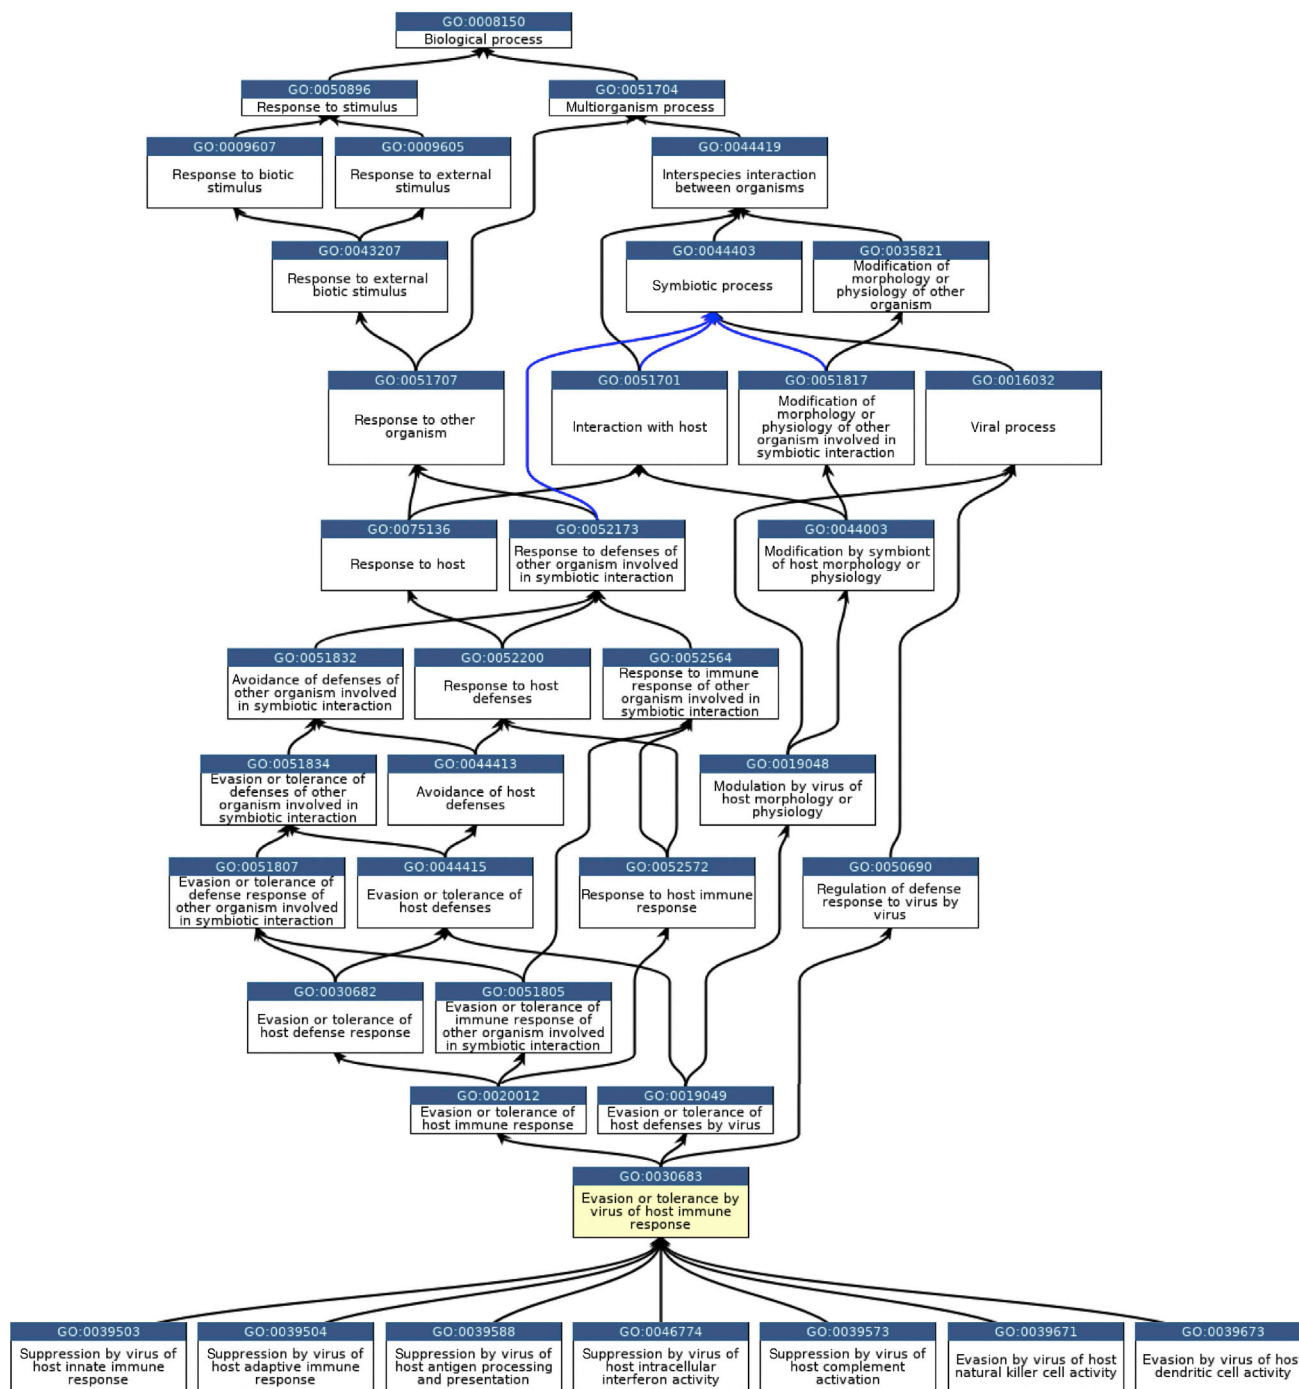 GO:0008150
Biological process
GO:0050896
Response to stimulus
GO:0051704
Multiorganism process
GO:0009607
Response to biotic
stimulus
GO:0009605
Response to external
stimulus
GO:0044419
Interspecies interaction
between organisms
GO:0043207
Response to external
biotic stimulus
GO:0044403
Symbiotic process
GO:0035821
Modification of
morphology or
physiology of other
organism
GO:0051707
Response to other
organism
GO:0051701
Interaction with host
GO:0051817
Modification of
morphology or
physiology of other
organism involved in
symbiotic interaction
GO:0016032
Viral process
GO:0075136
Response to host
GO:0052173
Response to defenses of
other organism involved
in symbiotic interaction
GO:0044003
Modification by symbiont
of host morphology or
physiology
GO:0051832
Avoidance of defenses of
other organism involved
in symbiotic interaction
GO:0052200
Response to host
defenses
GO:0052564
Response to immune
response of other
organism involved in
symbiotic interaction
GO:0051834
Evasion or tolerance of
defenses of other
organism involved in
symbiotic interaction
GO:0044413
Avoidance of host
defenses
GO:0019048
Modulation by virus of
host morphology or
physiology
GO:0051807
Evasion or tolerance of
defense response of
other organism involved
in symbiotic interaction
GO:0044415
Evasion or tolerance of
host defenses
GO:0052572
Response to host immune
response
GO:0050690
Regulation of defense
response to virus by
virus
GO:0030682
Evasion or tolerance of
host defense response
GO:0051805
Evasion or tolerance of
immune response of
other organism involved
in symbiotic interaction
GO:0020012
Evasion or tolerance of
host immune response
GO:0019049
Evasion or tolerance of
host defenses by virus
GO:0030683
Evasion or tolerance by
virus of host immune
response
GO:0039503
Suppression by virus of
host innate immune
response
GO:0039504
Suppression by virus of
host adaptive immune
response
GO:0039588
Suppression by virus of
host antigen processing
and presentation
GO:0046774
Suppression by virus of
host intracellular
interferon activity
GO:0039573
Suppression by virus of
host complement
activation
GO:0039671
Evasion by virus of host
natural killer cell activity
GO:0039673
Evasion by virus of host
dendritic cell activity